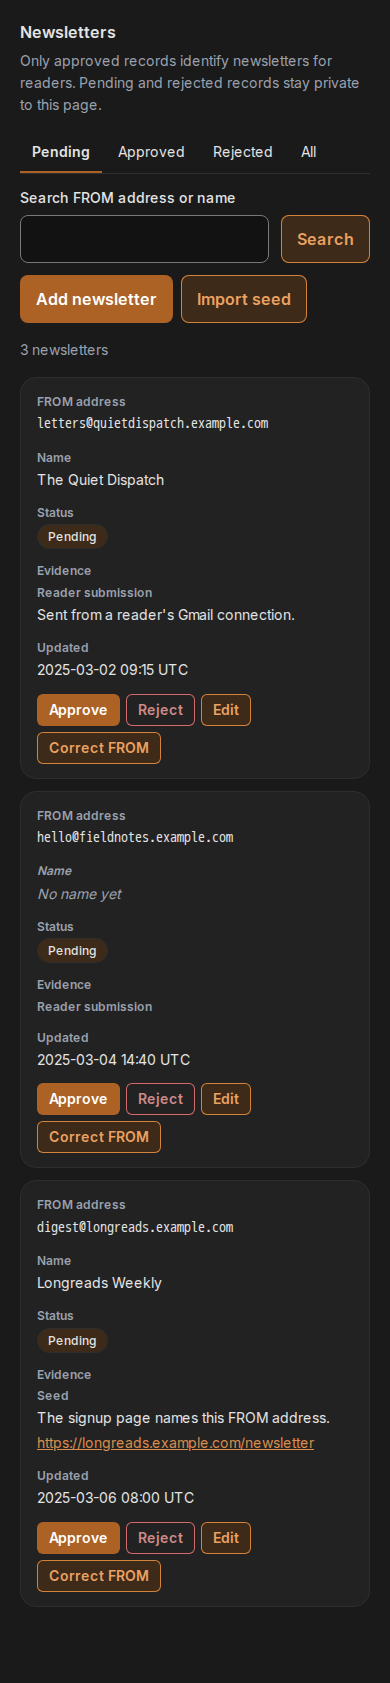 Newsletters
Only approved records identify newsletters for
readers. Pending and rejected records stay private
to this page.
Pending Approved Rejected All
Search FROM address or name
Search
Add newsletter Import seed
3 newsletters
FROM address
letters@quietdispatch.example.com
Name
The Quiet Dispatch
Status
Pending
Evidence
Reader submission
Sent from a reader's Gmail connection.
Updated
2025-03-02 09:15 UTC
Approve Reject Edit
Correct FROM
FROM address
hello@fieldnotes.example.com
Name
No name yet
Status
Pending
Evidence
Reader submission
Updated
2025-03-04 14:40 UTC
Approve Reject Edit
Correct FROM
FROM address
digest@longreads.example.com
Name
Longreads Weekly
Status
Pending
Evidence
Seed
The signup page names this FROM address.
https://longreads.example.com/newsletter
Updated
2025-03-06 08:00 UTC
Approve Reject Edit
Correct FROM